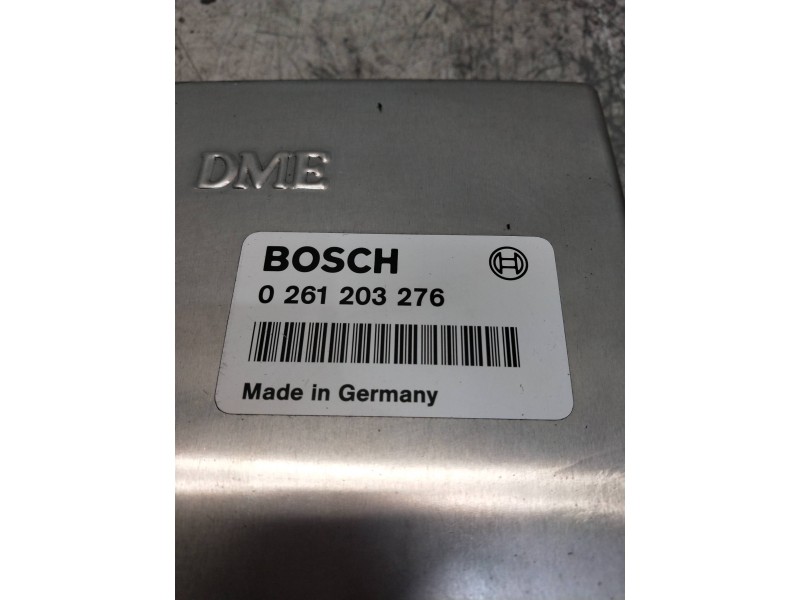 DME
BOSCH
0 261 203 276
Made in Germany